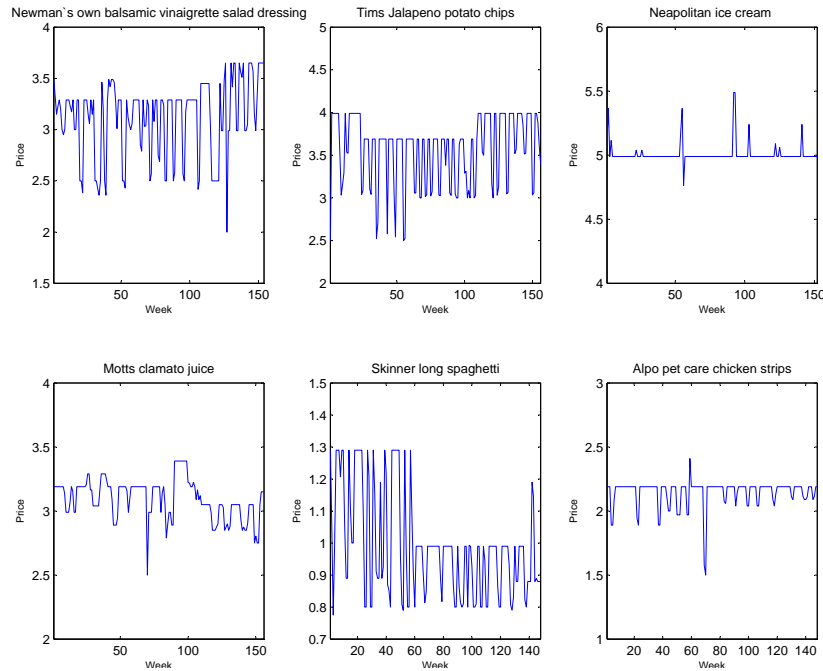 Newman`s own balsamic vinaigrette salad dressing
4
3.5
3
2.5
2
1.5
Price
50
100
150
Week
Tims Jalapeno potato chips
5
4.5
4
3.5
3
2.5
2
Price
50
100
150
Week
Neapolitan ice cream
6
5.5
5
4.5
4
Price
50
100
150
Week
Motts clamato juice
4
3.5
3
2.5
2
Price
50
100
150
Week
Skinner long spaghetti
1.5
1.4
1.3
1.2
1.1
1
0.9
0.8
0.7
Price
20 40 60 80 100 120 140
Week
Alpo pet care chicken strips
3
2.5
2
1.5
1
Price
20 40 60 80 100 120 140
Week